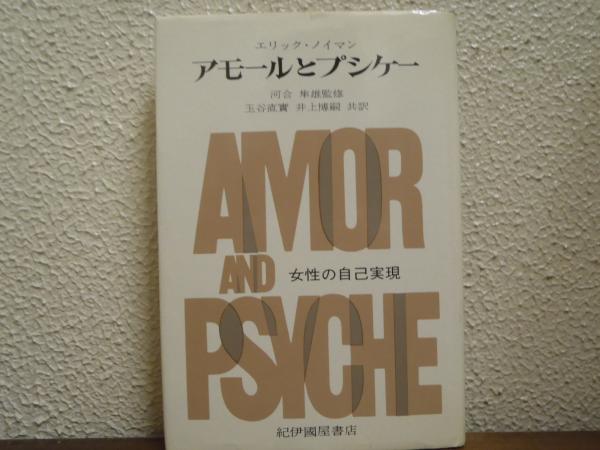 エリック・ノイマン
アモールとプシケー
河合 隼雄監修
玉谷直實 井上博嗣 共訳
AMOR
AND 女性の自己実現
PSYCHE
紀伊國屋書店